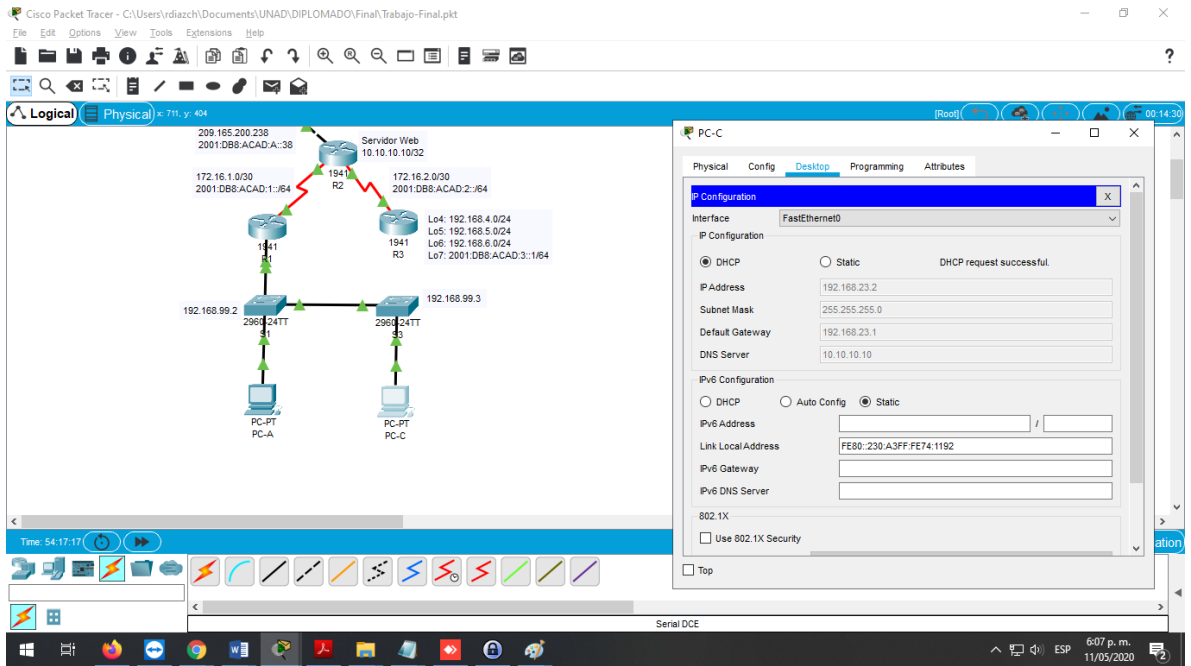 Cisco Packet Tracer - C:\Users\rdiazch\Documents\UNAD\DIPLOMADO\Final\Trabajo-Final.pkt
File Edit Options View Tools Extensions Help
?
Logical Physical x: 711, y: 404
[Root] 00:14:30
209.165.200.238
2001:DB8:ACAD:A::38
Servidor Web
10.10.10.10/32
1941
R2
172.16.1.0/30
2001:DB8:ACAD:1::/64
172.16.2.0/30
2001:DB8:ACAD:2::/64
1941
R1
1941
R3
Lo4: 192.168.4.0/24
Lo5: 192.168.5.0/24
Lo6: 192.168.6.0/24
Lo7: 2001:DB8:ACAD:3::1/64
192.168.99.2
2960-24TT
S1
192.168.99.3
2960-24TT
S3
PC-PT
PC-A
PC-PT
PC-C
PC-C
Physical Config Desktop Programming Attributes
IP Configuration X
Interface FastEthernet0
IP Configuration
DHCP Static DHCP request successful.
IP Address 192.168.23.2
Subnet Mask 255.255.255.0
Default Gateway 192.168.23.1
DNS Server 10.10.10.10
IPv6 Configuration
DHCP Auto Config Static
IPv6 Address /
Link Local Address FE80::230:A3FF:FE74:1192
IPv6 Gateway
IPv6 DNS Server
802.1X
Use 802.1X Security
Top
Time: 54:17:17
ation
Serial DCE
ESP
6:07 p. m.
11/05/2020
2